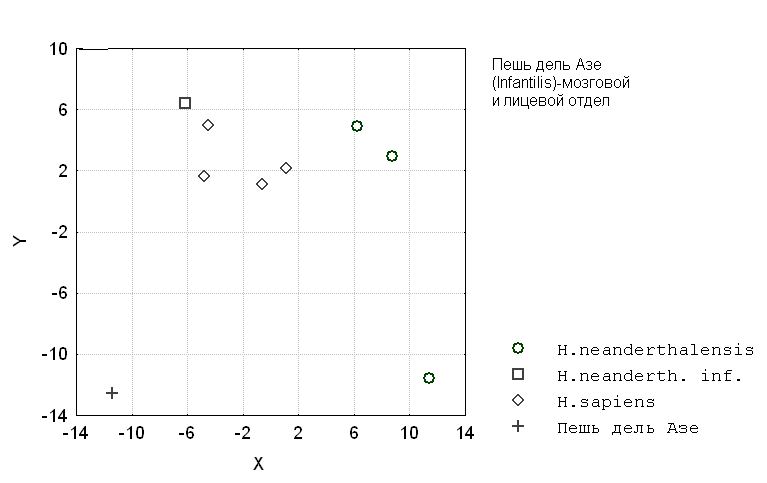 Пешь дель Азе
(Infantilis)-мозговой
и лицевой отдел
10
6
2
-2
-6
-10
-14
Y
-14 -10 -6 -2 2 6 10 14
X
H.neanderthalensis
H.neanderth. inf.
H.sapiens
Пешь дель Азе